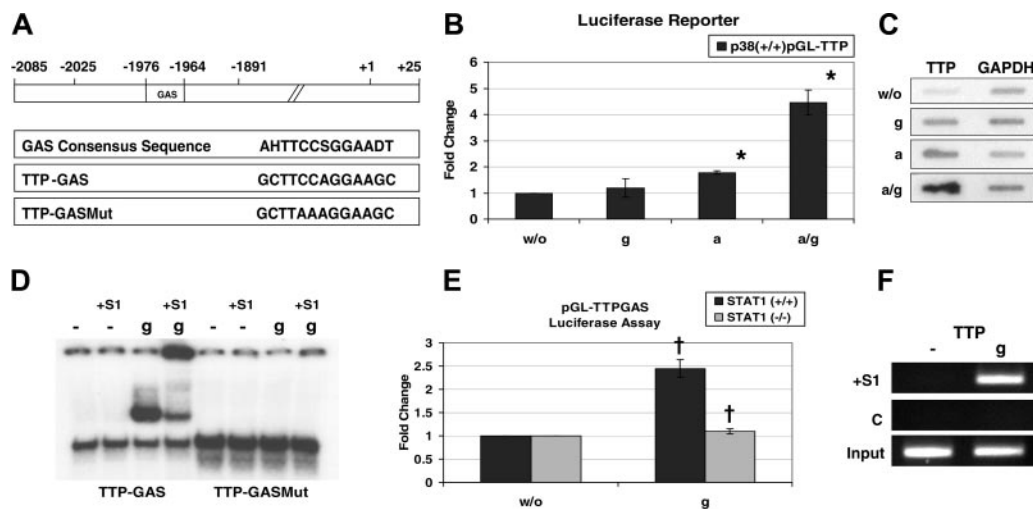 A
-2085 -2025 -1976 -1964 -1891 +1 +25
GAS
GAS Consensus Sequence AHTTCCSGGAADT
TTP-GAS GCTTCCAGGAAGC
TTP-GASMut GCTTAAAGGAAGC
B
Luciferase Reporter
p38(+/+)pGL-TTP
Fold Change
6
5
4
3
2
1
0
* *
w/o g a a/g
C
TTP GAPDH
w/o
g
a
a/g
D
+S1 +S1 +S1 +S1
- - g g - - g g
TTP-GAS TTP-GASMut
E
pGL-TTPGAS
Luciferase Assay
STAT1 (+/+)
STAT1 (-/-)
Fold Change
3
2.5
2
1.5
1
0.5
0
† †
w/o g
F
TTP
- g
+S1
C
Input